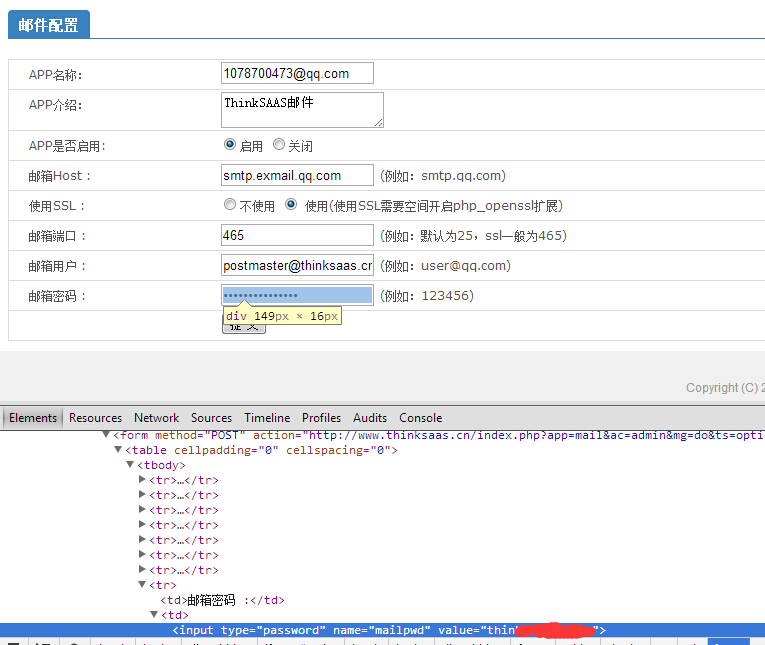 邮件配置
APP名称： 1078700473@qq.com
APP介绍： ThinkSAAS邮件
APP是否启用： 启用 关闭
邮箱Host： smtp.exmail.qq.com (例如：smtp.qq.com)
使用SSL： 不使用 使用(使用SSL需要空间开启php_openssl扩展)
邮箱端口： 465 (例如：默认为25，ssl一般为465)
邮箱用户： postmaster@thinksaas.cn (例如：user@qq.com)
邮箱密码： ••••••••••••••• (例如：123456)
div 149px × 16px
提 交
Copyright (C) 2
Elements Resources Network Sources Timeline Profiles Audits Console
<form method="POST" action="http://www.thinksaas.cn/index.php?app=mail&ac=admin&mg=do&ts=opti
<table cellpadding="0" cellspacing="0">
<tbody>
<tr>…</tr>
<tr>…</tr>
<tr>…</tr>
<tr>…</tr>
<tr>…</tr>
<tr>…</tr>
<tr>…</tr>
<tr>
<td>邮箱密码 :</td>
<td>
<input type="password" name="mailpwd" value="thin ">